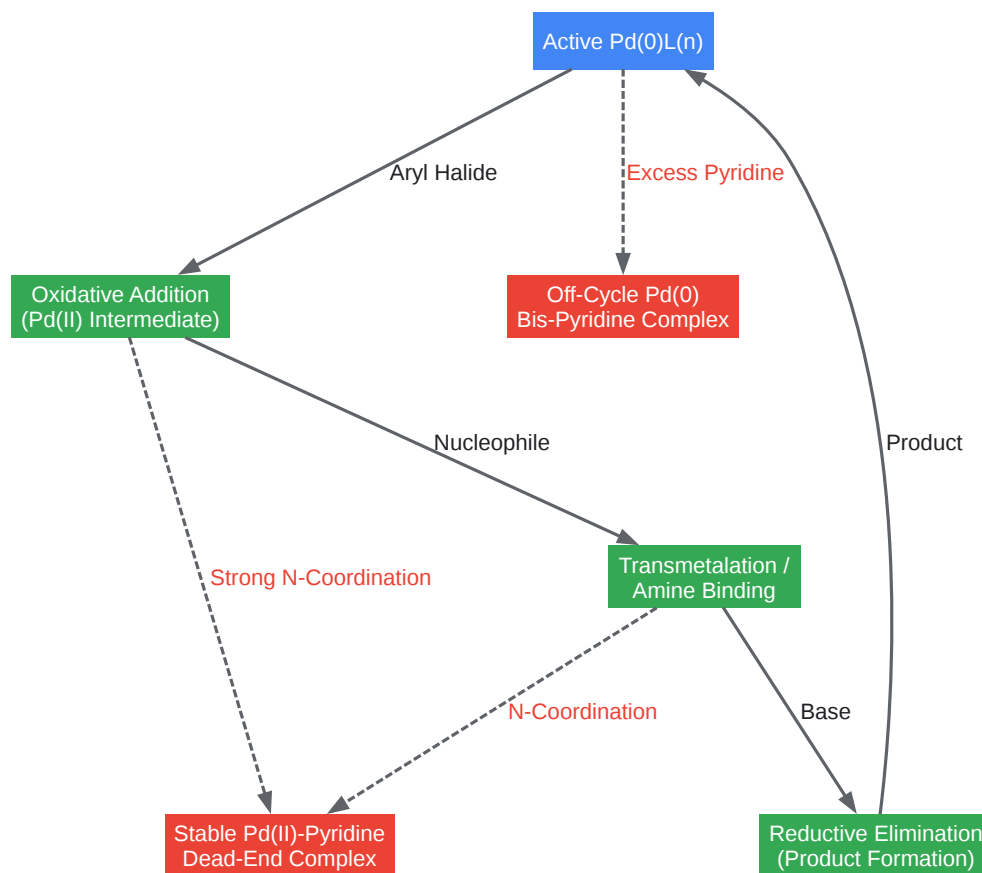 Active Pd(0)L(n)
Aryl Halide
Excess Pyridine
Oxidative Addition
(Pd(II) Intermediate)
Off-Cycle Pd(0)
Bis-Pyridine Complex
Nucleophile
Product
Strong N-Coordination
Transmetalation /
Amine Binding
N-Coordination
Base
Stable Pd(II)-Pyridine
Dead-End Complex
Reductive Elimination
(Product Formation)